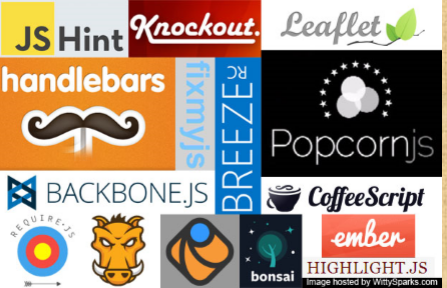 JS Hint
Knockout.
Leaflet
handlebars
fixmyjs
BREEZE
RC
Popcornjs
BACKBONE.JS
CoffeeScript
REQUIRE-JS
bonsai
ember
HIGHLIGHT.JS
Image hosted by WittySparks.com